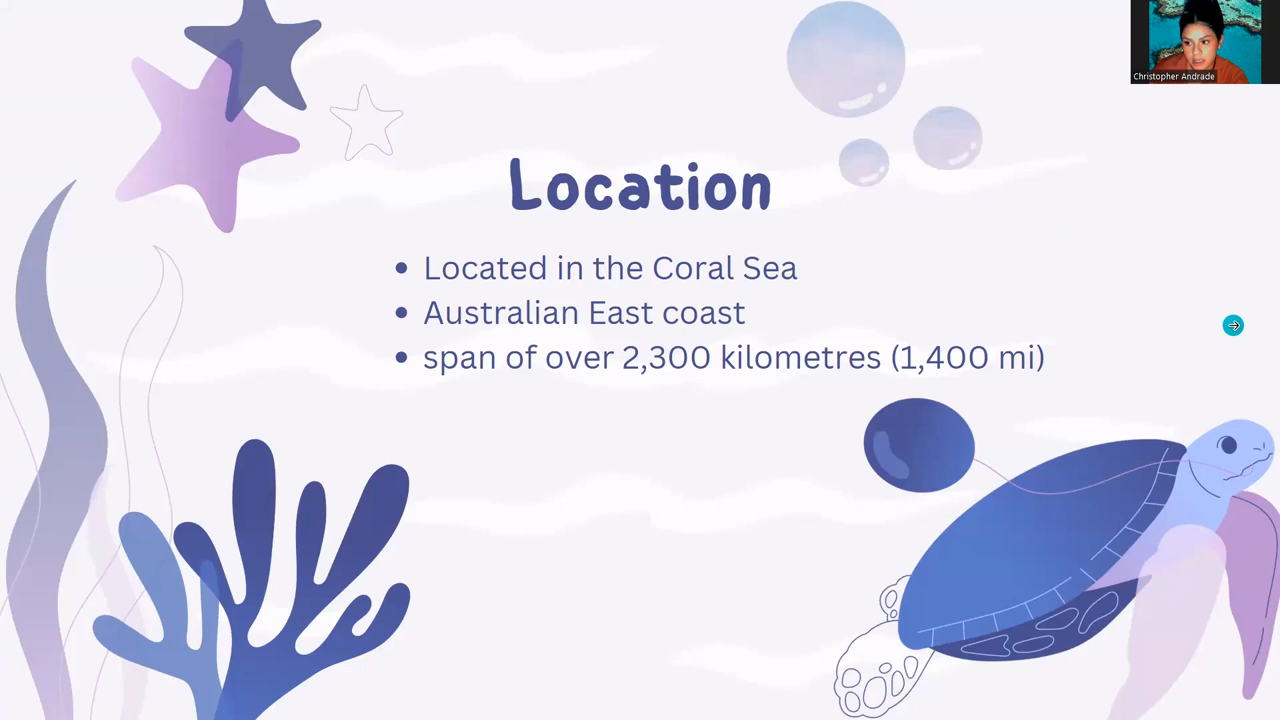 Christopher Andrade
Location
Located in the Coral Sea
Australian East coast
span of over 2,300 kilometres (1,400 mi)